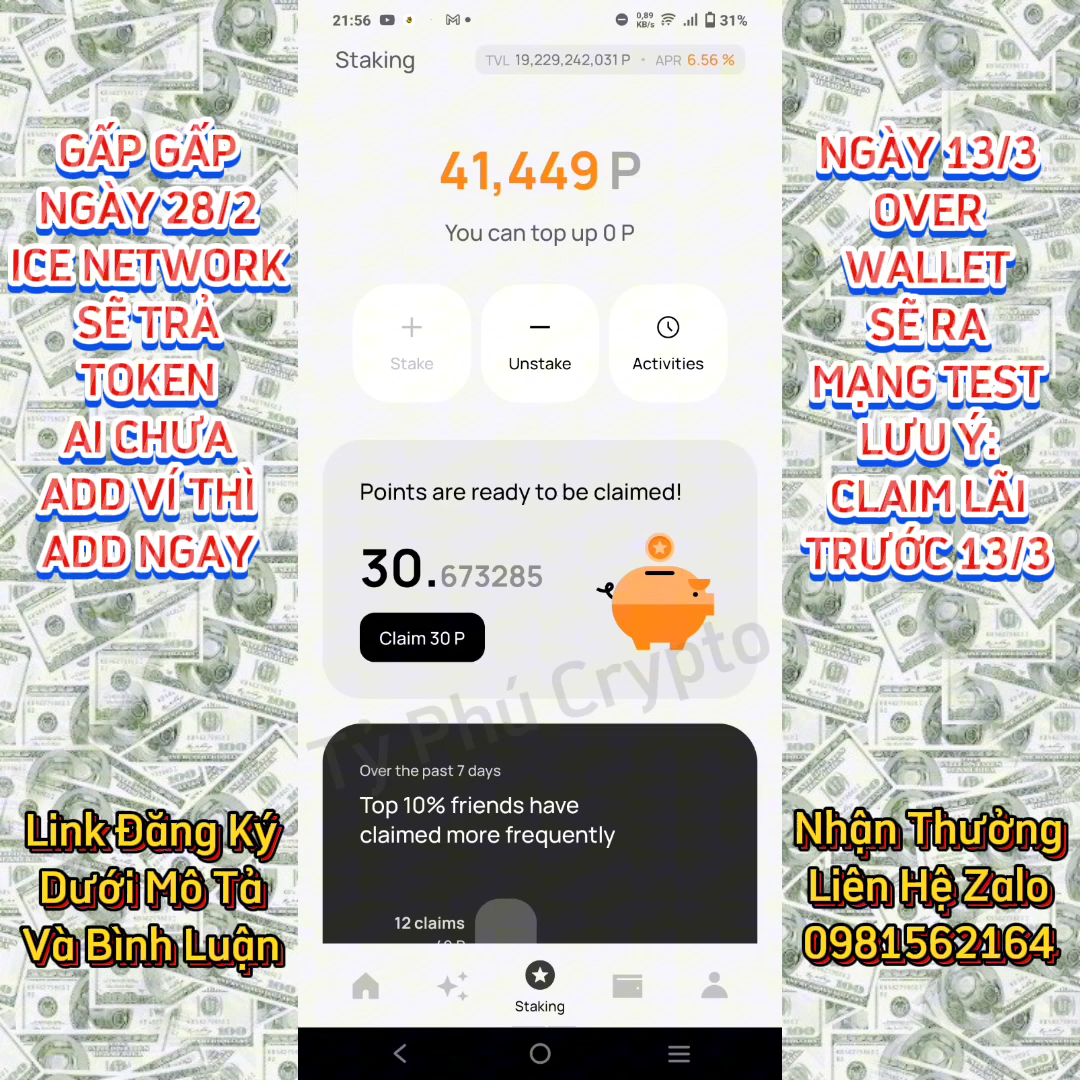 21:56
0,89
KB/s
31%
Staking
TVL 19,229,242,031 P • APR 6.56 %
GẤP GẤP
NGÀY 28/2
ICE NETWORK
SẼ TRẢ
TOKEN
AI CHƯA
ADD VÍ THÌ
ADD NGAY
41,449 P
You can top up 0 P
Stake
Unstake
Activities
Points are ready to be claimed!
30.673285
Claim 30 P
Tỷ Phú Crypto
Over the past 7 days
Top 10% friends have
claimed more frequently
12 claims
Staking
NGÀY 13/3
OVER
WALLET
SẼ RA
MẠNG TEST
LƯU Ý:
CLAIM LÃI
TRƯỚC 13/3
Link Đăng Ký
Dưới Mô Tả
Và Bình Luận
Nhận Thưởng
Liên Hệ Zalo
0981562164